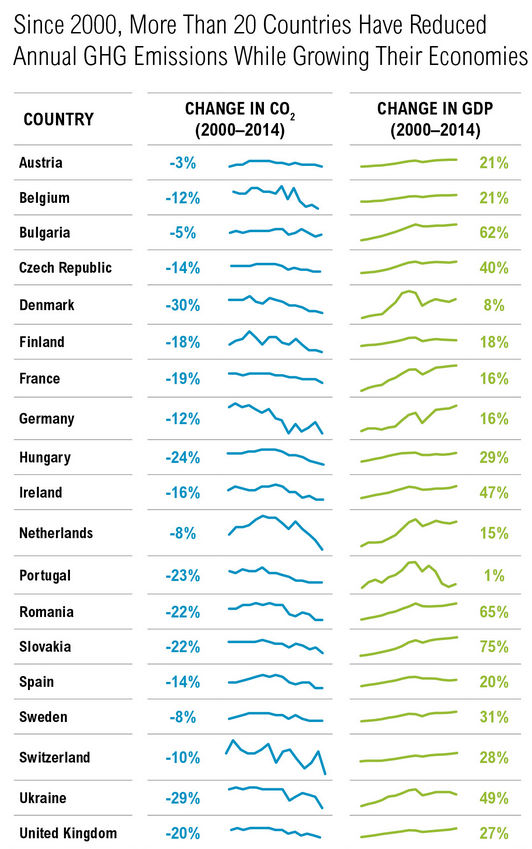 Since 2000, More Than 20 Countries Have Reduced
Annual GHG Emissions While Growing Their Economies
COUNTRY
CHANGE IN CO2
(2000–2014)
CHANGE IN GDP
(2000–2014)
Austria -3% 21%
Belgium -12% 21%
Bulgaria -5% 62%
Czech Republic -14% 40%
Denmark -30% 8%
Finland -18% 18%
France -19% 16%
Germany -12% 16%
Hungary -24% 29%
Ireland -16% 47%
Netherlands -8% 15%
Portugal -23% 1%
Romania -22% 65%
Slovakia -22% 75%
Spain -14% 20%
Sweden -8% 31%
Switzerland -10% 28%
Ukraine -29% 49%
United Kingdom -20% 27%